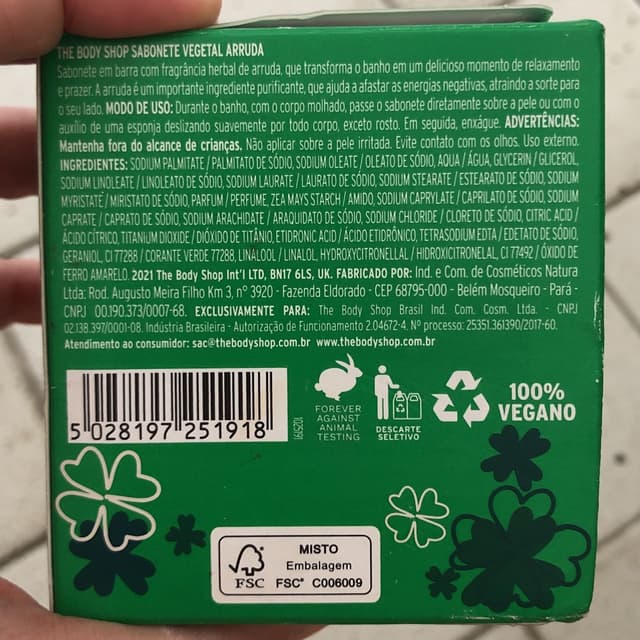 THE BODY SHOP SABONETE VEGETAL ARRUDA
Sabonete em barra com fragrância herbal de arruda, que transforma o banho em um delicioso momento de relaxamento
e prazer. A arruda é um importante ingrediente purificante, que ajuda a afastar as energias negativas, atraindo a sorte para
o seu lado. MODO DE USO: Durante o banho, com o corpo molhado, passe o sabonete diretamente sobre a pele ou com o
auxílio de uma esponja deslizando suavemente por todo corpo, exceto rosto. Em seguida, enxágue. ADVERTÊNCIAS:
Mantenha fora do alcance de crianças. Não aplicar sobre a pele irritada. Evite contato com os olhos. Uso externo.
INGREDIENTES: SODIUM PALMITATE / PALMITATO DE SÓDIO, SODIUM OLEATE / OLEATO DE SÓDIO, AQUA / ÁGUA, GLYCERIN / GLICEROL,
SODIUM LINOLEATE / LINOLEATO DE SÓDIO, SODIUM LAURATE / LAURATO DE SÓDIO, SODIUM STEARATE / ESTEARATO DE SÓDIO, SODIUM
MYRISTATE / MIRISTATO DE SÓDIO, PARFUM / PERFUME, ZEA MAYS STARCH / AMIDO, SODIUM CAPRYLATE / CAPRILATO DE SÓDIO, SODIUM
CAPRATE / CAPRATO DE SÓDIO, SODIUM ARACHIDATE / ARAQUIDATO DE SÓDIO, SODIUM CHLORIDE / CLORETO DE SÓDIO, CITRIC ACID /
ÁCIDO CÍTRICO, TITANIUM DIOXIDE / DIÓXIDO DE TITÂNIO, ETIDRONIC ACID / ÁCIDO ETIDRÔNICO, TETRASODIUM EDTA / EDETATO DE SÓDIO,
GERANIOL, CI 77288 / CORANTE VERDE 77288, LINALOOL / LINALOL, HYDROXYCITRONELLAL / HIDROXICITRONELAL, CI 77492 / ÓXIDO DE
FERRO AMARELO. 2021 The Body Shop Int'l LTD, BN17 6LS, UK. FABRICADO POR: Ind. e Com. de Cosméticos Natura
Ltda: Rod. Augusto Meira Filho Km 3, nº 3920 - Fazenda Eldorado - CEP 68795-000 - Belém Mosqueiro - Pará -
CNPJ 00.190.373/0007-68. EXCLUSIVAMENTE PARA: The Body Shop Brasil Ind. Com. Cosm. Ltda. - CNPJ
02.138.397/0001-08. Indústria Brasileira - Autorização de Funcionamento 2.04672-4. Nº processo: 25351.361390/2017-60.
Atendimento ao consumidor: sac@thebodyshop.com.br www.thebodyshop.com.br
5 028197 251918
1025191
FOREVER
AGAINST
ANIMAL
TESTING
DESCARTE
SELETIVO
100%
VEGANO
FSC
MISTO
Embalagem
FSC® C006009